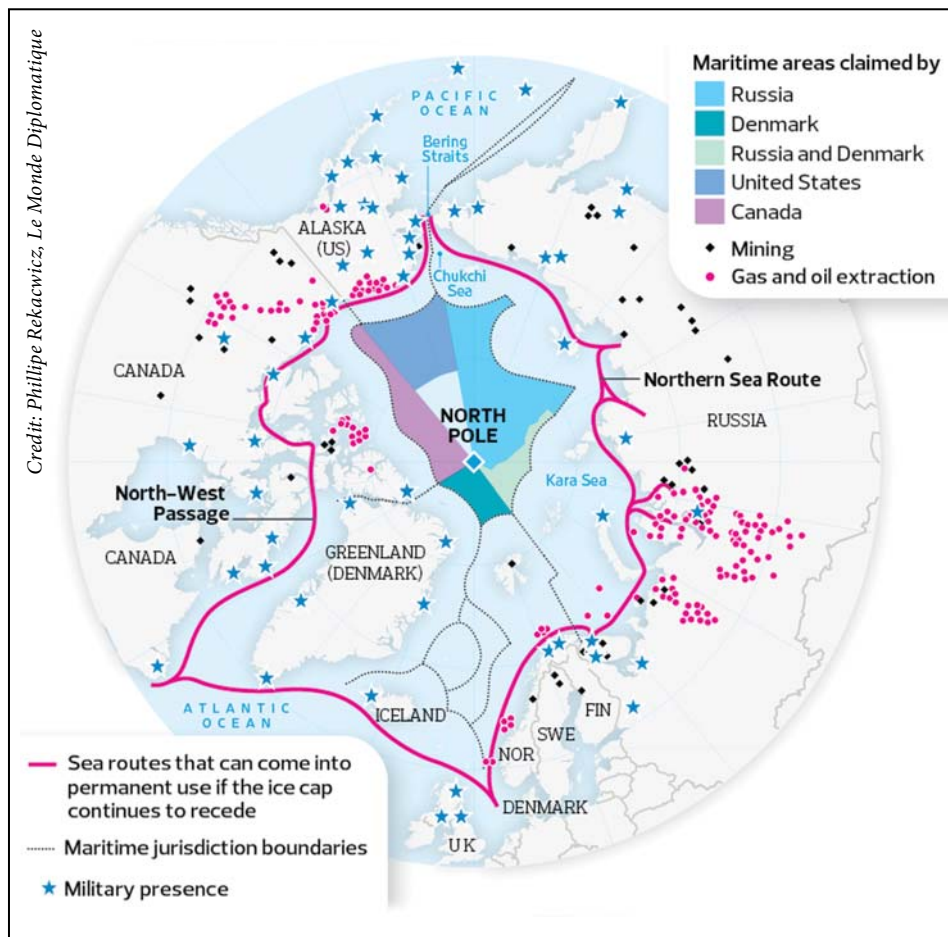 Credit: Phillipe Rekacwicz, Le Monde Diplomatique
Maritime areas claimed by
Russia
Denmark
Russia and Denmark
United States
Canada
Mining
Gas and oil extraction
PACIFIC
OCEAN
Bering
Straits
ALASKA
(US)
Chukchi
Sea
CANADA
NORTH
POLE
Northern Sea Route
RUSSIA
Kara Sea
North–West
Passage
CANADA
GREENLAND
(DENMARK)
ATLANTIC
OCEAN
ICELAND
FIN
SWE
NOR
DENMARK
UK
Sea routes that can come into
permanent use if the ice cap
continues to recede
Maritime jurisdiction boundaries
Military presence